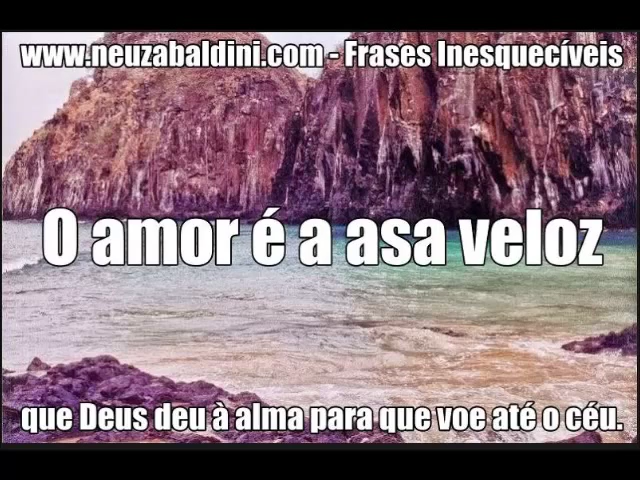 www.neuzabaldini.com - Frases Inesquecíveis
O amor é a asa veloz
que Deus deu à alma para que voe até o céu.